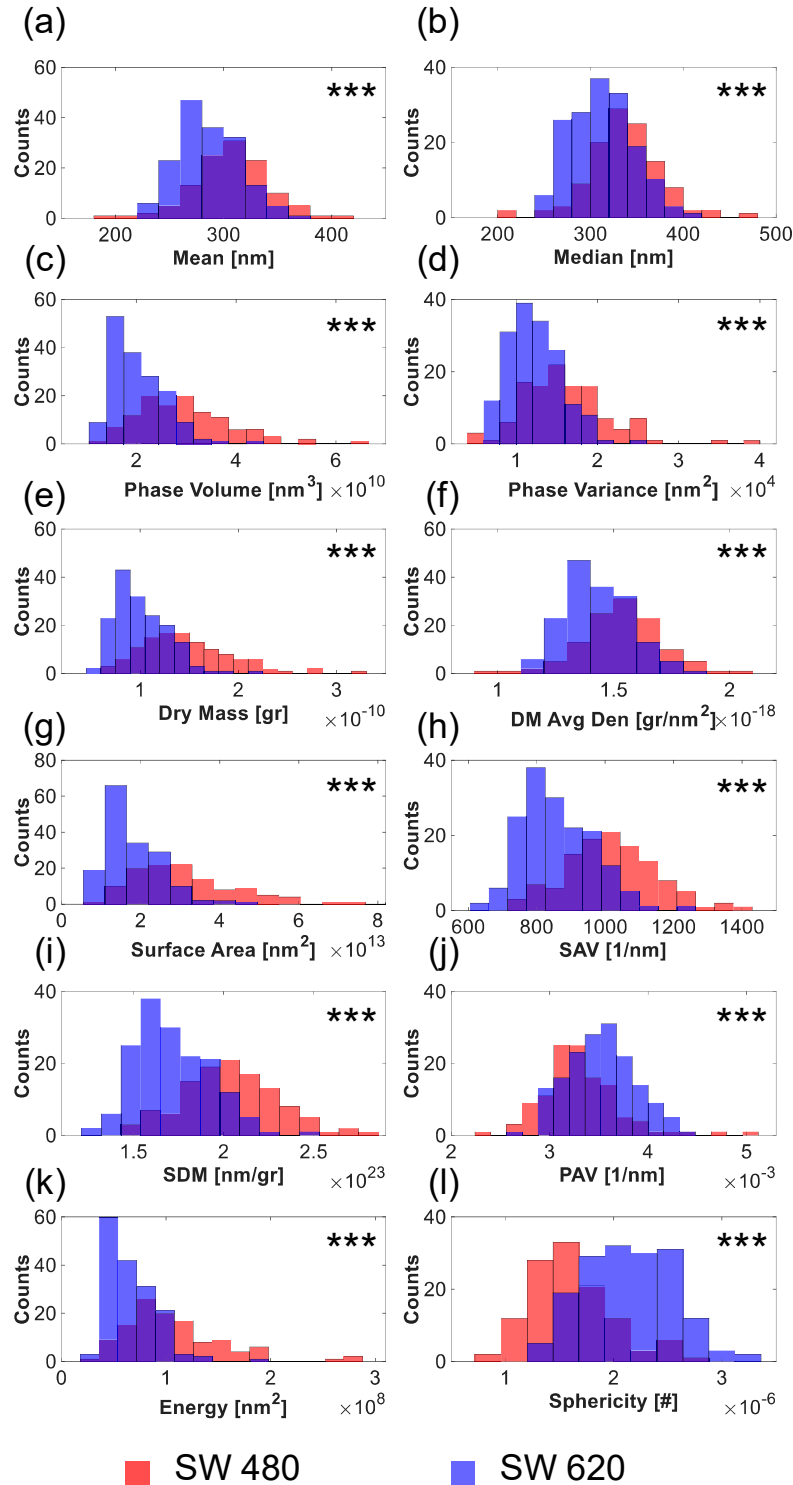 (a)
(b)
60
40
20
0
Counts
***
200
300
400
Mean [nm]
40
20
0
Counts
***
200
300
400
500
Median [nm]
(c)
(d)
60
40
20
0
Counts
***
2
4
6
Phase Volume [nm³] ×10¹⁰
40
20
0
Counts
***
1
2
3
4
Phase Variance [nm²] ×10⁴
(e)
(f)
60
40
20
0
Counts
***
1
2
3
Dry Mass [gr] ×10⁻¹⁰
60
40
20
0
Counts
***
1
1.5
2
DM Avg Den [gr/nm²] ×10⁻¹⁸
(g)
(h)
80
60
40
20
0
Counts
***
0
2
4
6
8
Surface Area [nm²] ×10¹³
40
20
0
Counts
***
600
800
1000
1200
1400
SAV [1/nm]
(i)
(j)
40
20
0
Counts
***
1.5
2
2.5
SDM [nm/gr] ×10²³
40
20
0
Counts
***
2
3
4
5
PAV [1/nm] ×10⁻³
(k)
(l)
60
40
20
0
Counts
***
0
1
2
3
Energy [nm²] ×10⁸
40
20
0
Counts
***
1
2
3
Sphericity [#] ×10⁻⁶
SW 480
SW 620